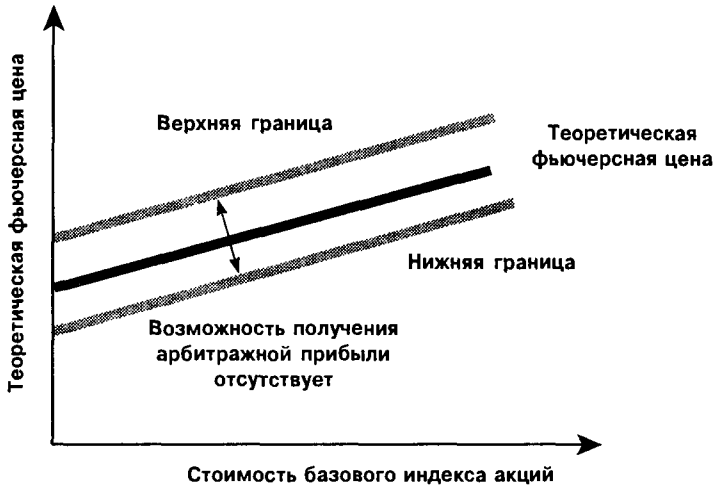 Теоретическая фьючерсная цена
Верхняя граница
Теоретическая
фьючерсная цена
Нижняя граница
Возможность получения
арбитражной прибыли
отсутствует
Стоимость базового индекса акций